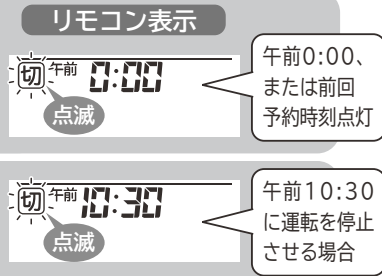 リモコン表示
切 午前 0:00
点滅
午前0:00、
または前回
予約時刻点灯
切 午前 10:30
点滅
午前10:30
に運転を停止
させる場合